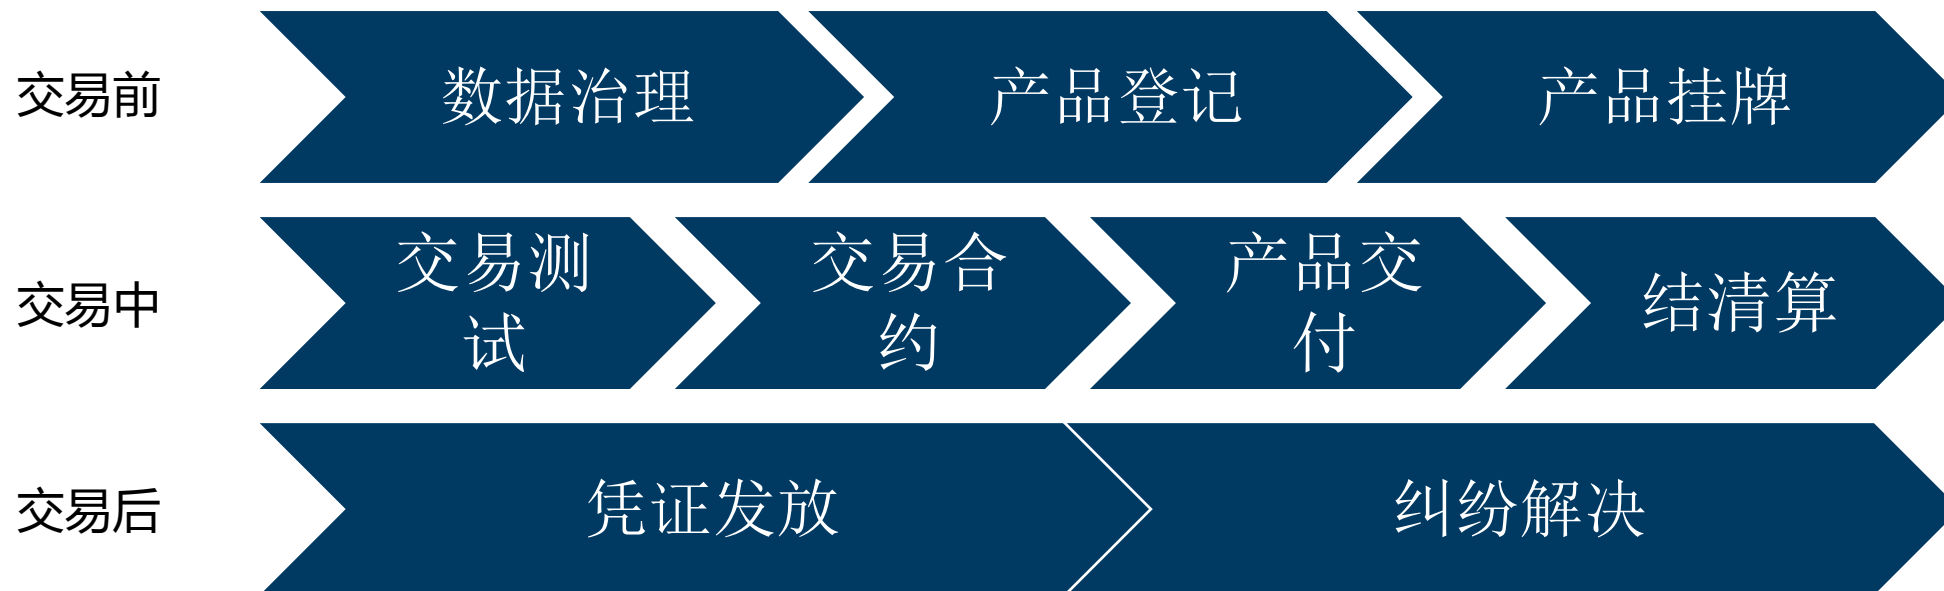 交易前
数据治理
产品登记
产品挂牌
交易中
交易测
试
交易合
约
产品交
付
结清算
交易后
凭证发放
纠纷解决